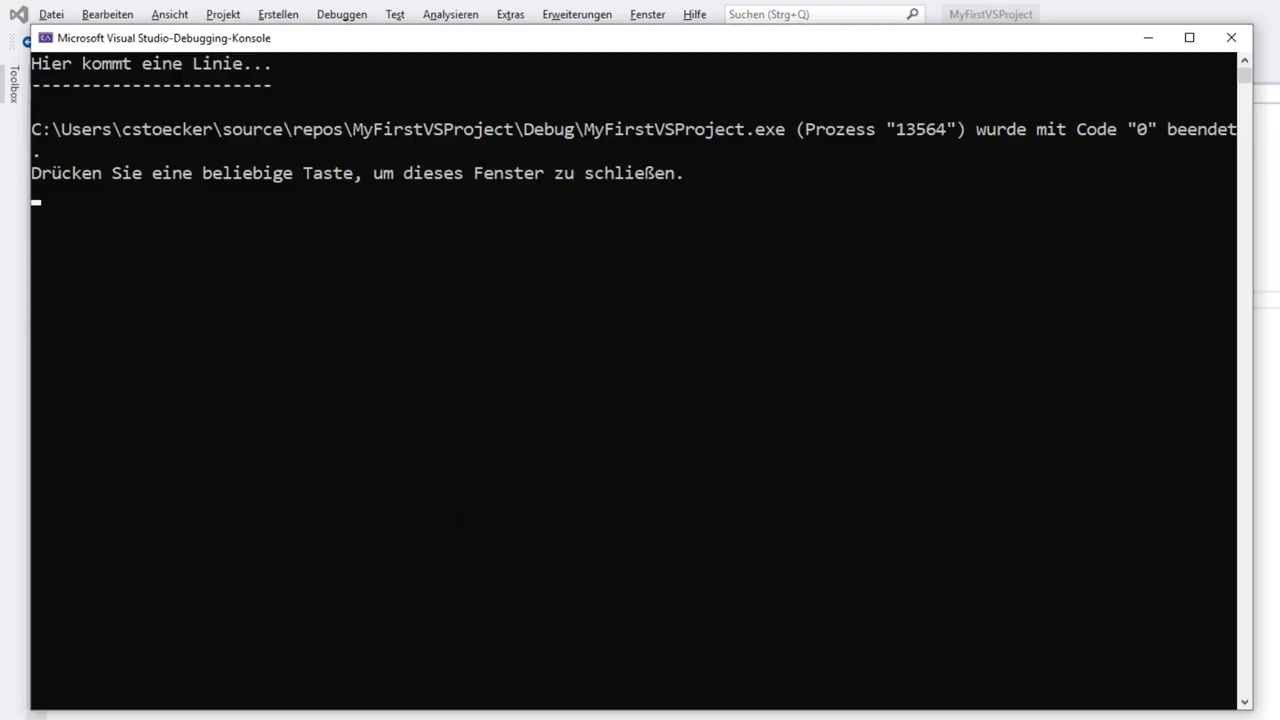 Datei Bearbeiten Ansicht Projekt Erstellen Debuggen Test Analysieren Extras Erweiterungen Fenster Hilfe Suchen (Strg+Q) MyFirstVSProject
Microsoft Visual Studio-Debugging-Konsole
Toolbox
Hier kommt eine Linie...
------------------------
C:\Users\cstoecker\source\repos\MyFirstVSProject\Debug\MyFirstVSProject.exe (Prozess "13564") wurde mit Code "0" beendet
.
Drücken Sie eine beliebige Taste, um dieses Fenster zu schließen.